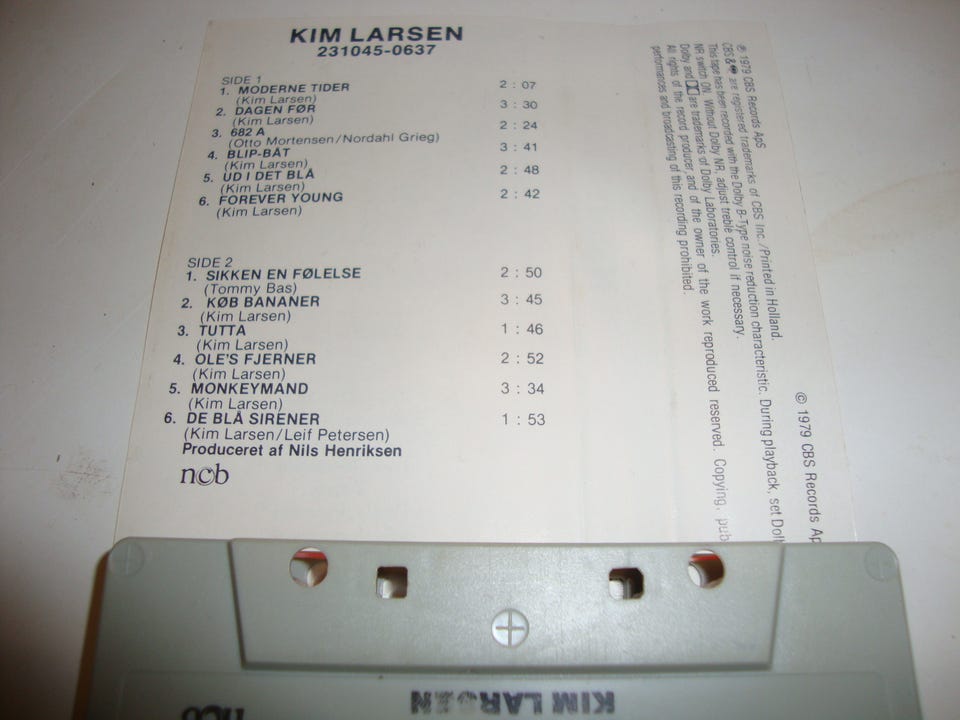 KIM LARSEN
231045-0637
SIDE 1
1. MODERNE TIDER 2 : 07
(Kim Larsen)
2. DAGEN FØR 3 : 30
(Kim Larsen)
3. 682 A 2 : 24
(Otto Mortensen/Nordahl Grieg)
4. BLIP-BÅT 3 : 41
(Kim Larsen)
5. UD I DET BLÅ 2 : 48
(Kim Larsen)
6. FOREVER YOUNG 2 : 42
(Kim Larsen)
SIDE 2
1. SIKKEN EN FØLELSE 2 : 50
(Tommy Bas)
2. KØB BANANER 3 : 45
(Kim Larsen)
3. TUTTA 1 : 46
(Kim Larsen)
4. OLE'S FJERNER 2 : 52
(Kim Larsen)
5. MONKEYMAND 3 : 34
(Kim Larsen)
6. DE BLÅ SIRENER 1 : 53
(Kim Larsen/Leif Petersen)
Produceret af Nils Henriksen
ncb
℗ 1979 CBS Records ApS
CBS & are registered trademarks of CBS Inc./Printed in Holland.
This tape has been recorded with the Dolby B-Type noise reduction characteristic. During playback, set Dol
NR switch ON. Without Dolby NR, adjust treble control if necessary.
Dolby and are trademarks of Dolby Laboratories.
All rights of the record producer and of the owner of the work reproduced reserved. Copying, pub
performances and broadcasting of this recording prohibited.
© 1979 CBS Records Ap
KIM LARSEN
ncb